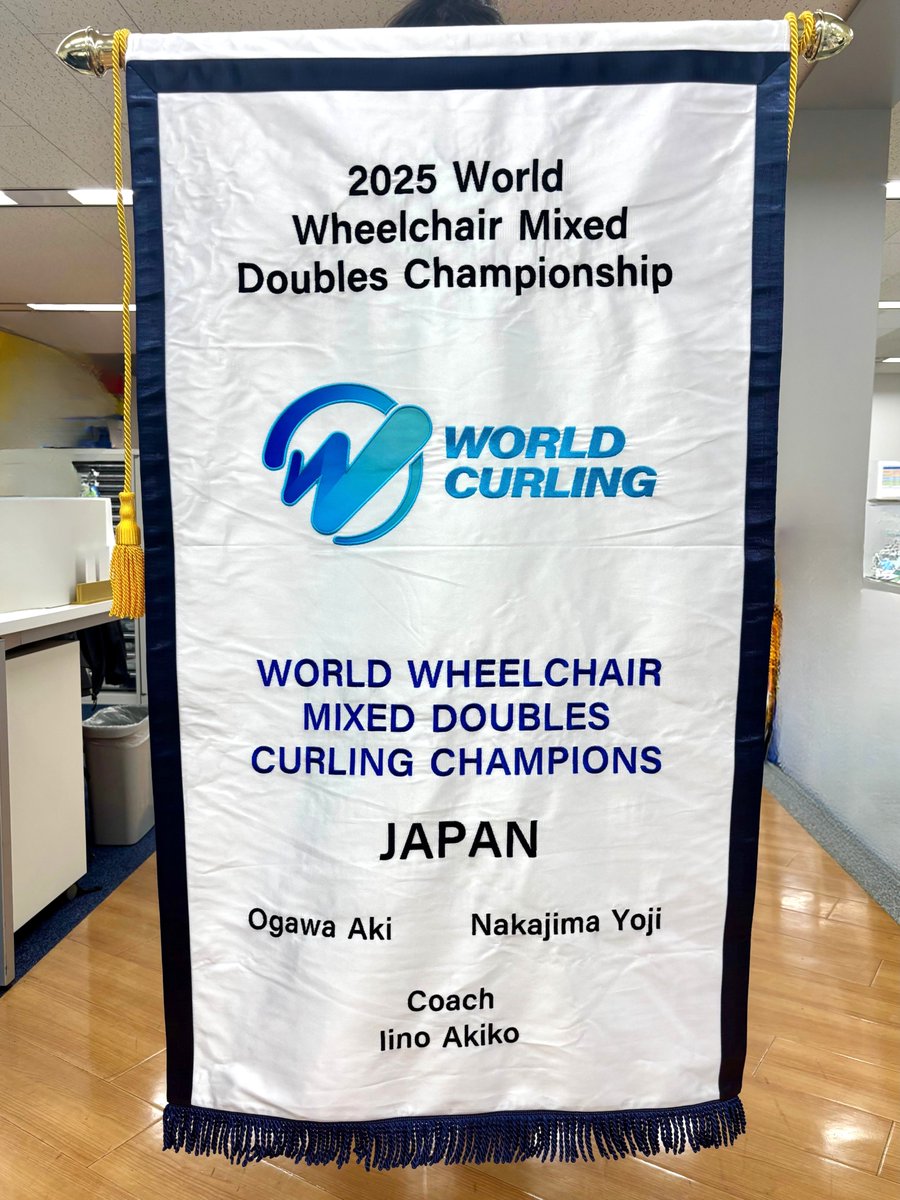 2025 World
Wheelchair Mixed
Doubles Championship
WORLD
CURLING
WORLD WHEELCHAIR
MIXED DOUBLES
CURLING CHAMPIONS
JAPAN
Ogawa Aki Nakajima Yoji
Coach
Iino Akiko